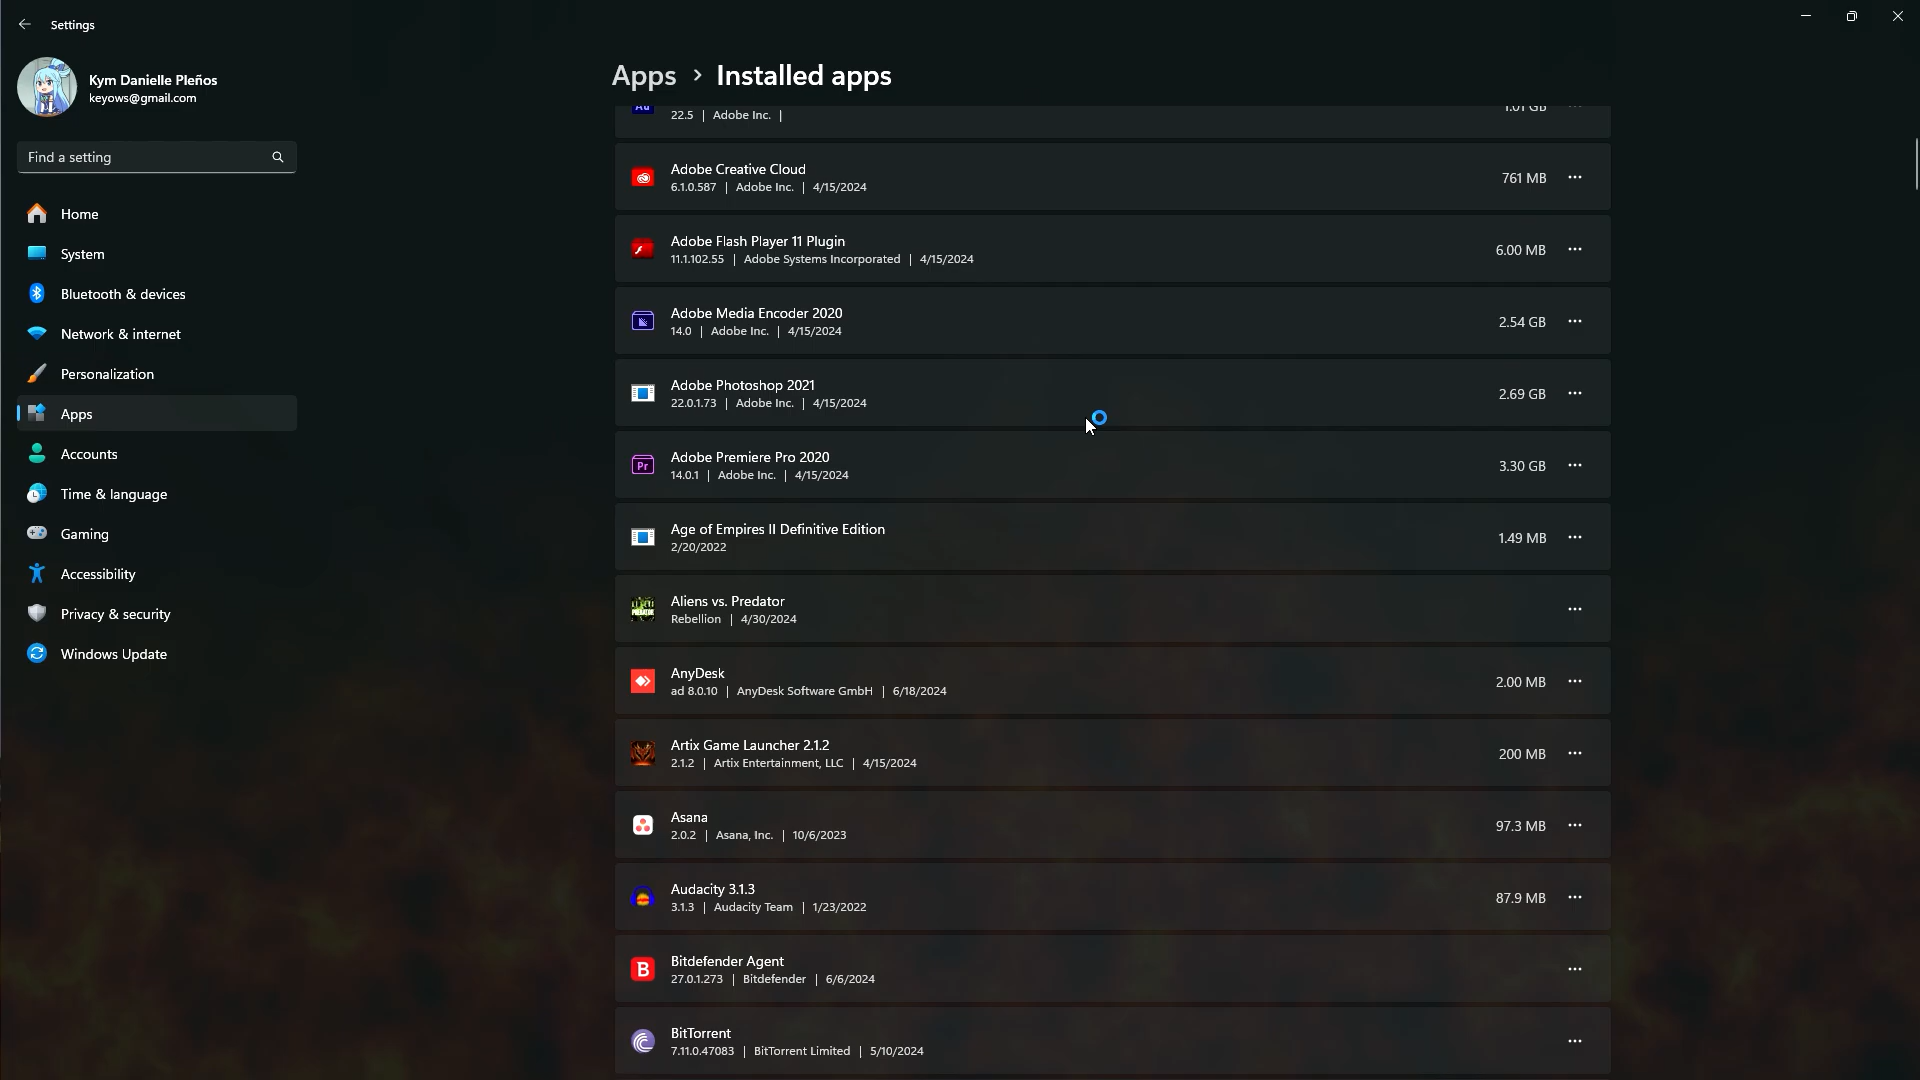 Settings
Kym Danielle Pleños
keyows@gmail.com
Find a setting
Home
System
Bluetooth & devices
Network & internet
Personalization
Apps
Accounts
Time & language
Gaming
Accessibility
Privacy & security
Windows Update
Apps > Installed apps
22.5 | Adobe Inc. |
1.01 GB
Adobe Creative Cloud
6.1.0.587 | Adobe Inc. | 4/15/2024
761 MB
Adobe Flash Player 11 Plugin
11.1.102.55 | Adobe Systems Incorporated | 4/15/2024
6.00 MB
Adobe Media Encoder 2020
14.0 | Adobe Inc. | 4/15/2024
2.54 GB
Adobe Photoshop 2021
22.0.1.73 | Adobe Inc. | 4/15/2024
2.69 GB
Pr
Adobe Premiere Pro 2020
14.0.1 | Adobe Inc. | 4/15/2024
3.30 GB
Age of Empires II Definitive Edition
2/20/2022
1.49 MB
Aliens vs. Predator
Rebellion | 4/30/2024
AnyDesk
ad 8.0.10 | AnyDesk Software GmbH | 6/18/2024
2.00 MB
Artix Game Launcher 2.1.2
2.1.2 | Artix Entertainment, LLC | 4/15/2024
200 MB
Asana
2.0.2 | Asana, Inc. | 10/6/2023
97.3 MB
Audacity 3.1.3
3.1.3 | Audacity Team | 1/23/2022
87.9 MB
B
Bitdefender Agent
27.0.1.273 | Bitdefender | 6/6/2024
BitTorrent
7.11.0.47083 | BitTorrent Limited | 5/10/2024